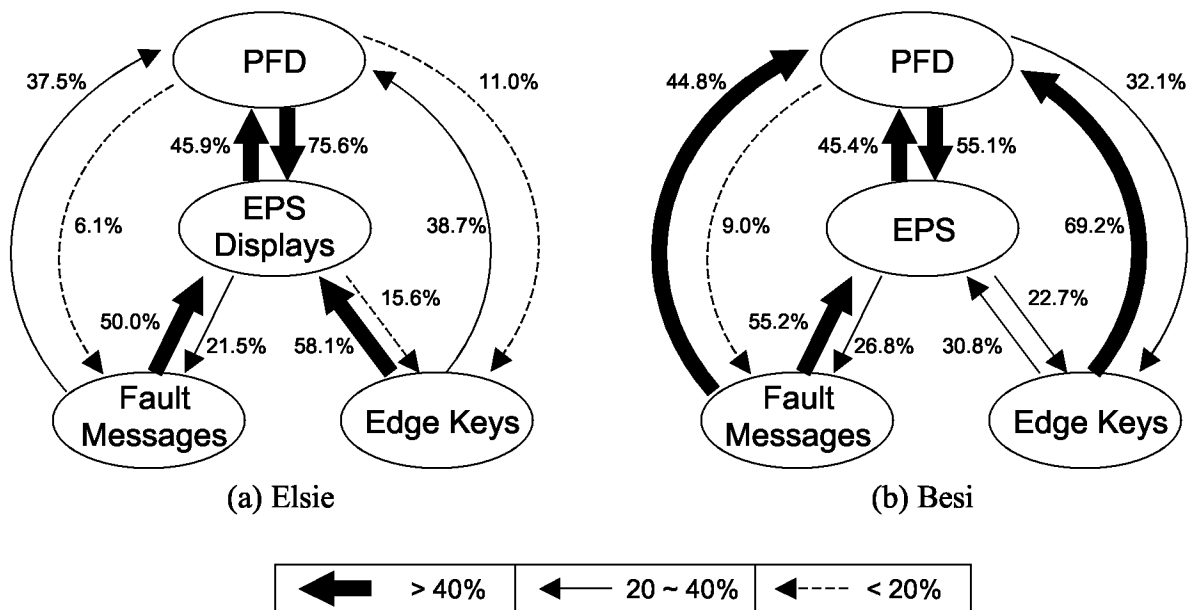 PFD
37.5%
11.0%
45.9%
75.6%
EPS
Displays
6.1%
38.7%
15.6%
50.0%
21.5%
58.1%
Fault
Messages
Edge Keys
(a) Elsie
PFD
44.8%
32.1%
45.4%
55.1%
EPS
9.0%
69.2%
22.7%
55.2%
26.8%
30.8%
Fault
Messages
Edge Keys
(b) Besi
> 40%
20 ~ 40%
< 20%